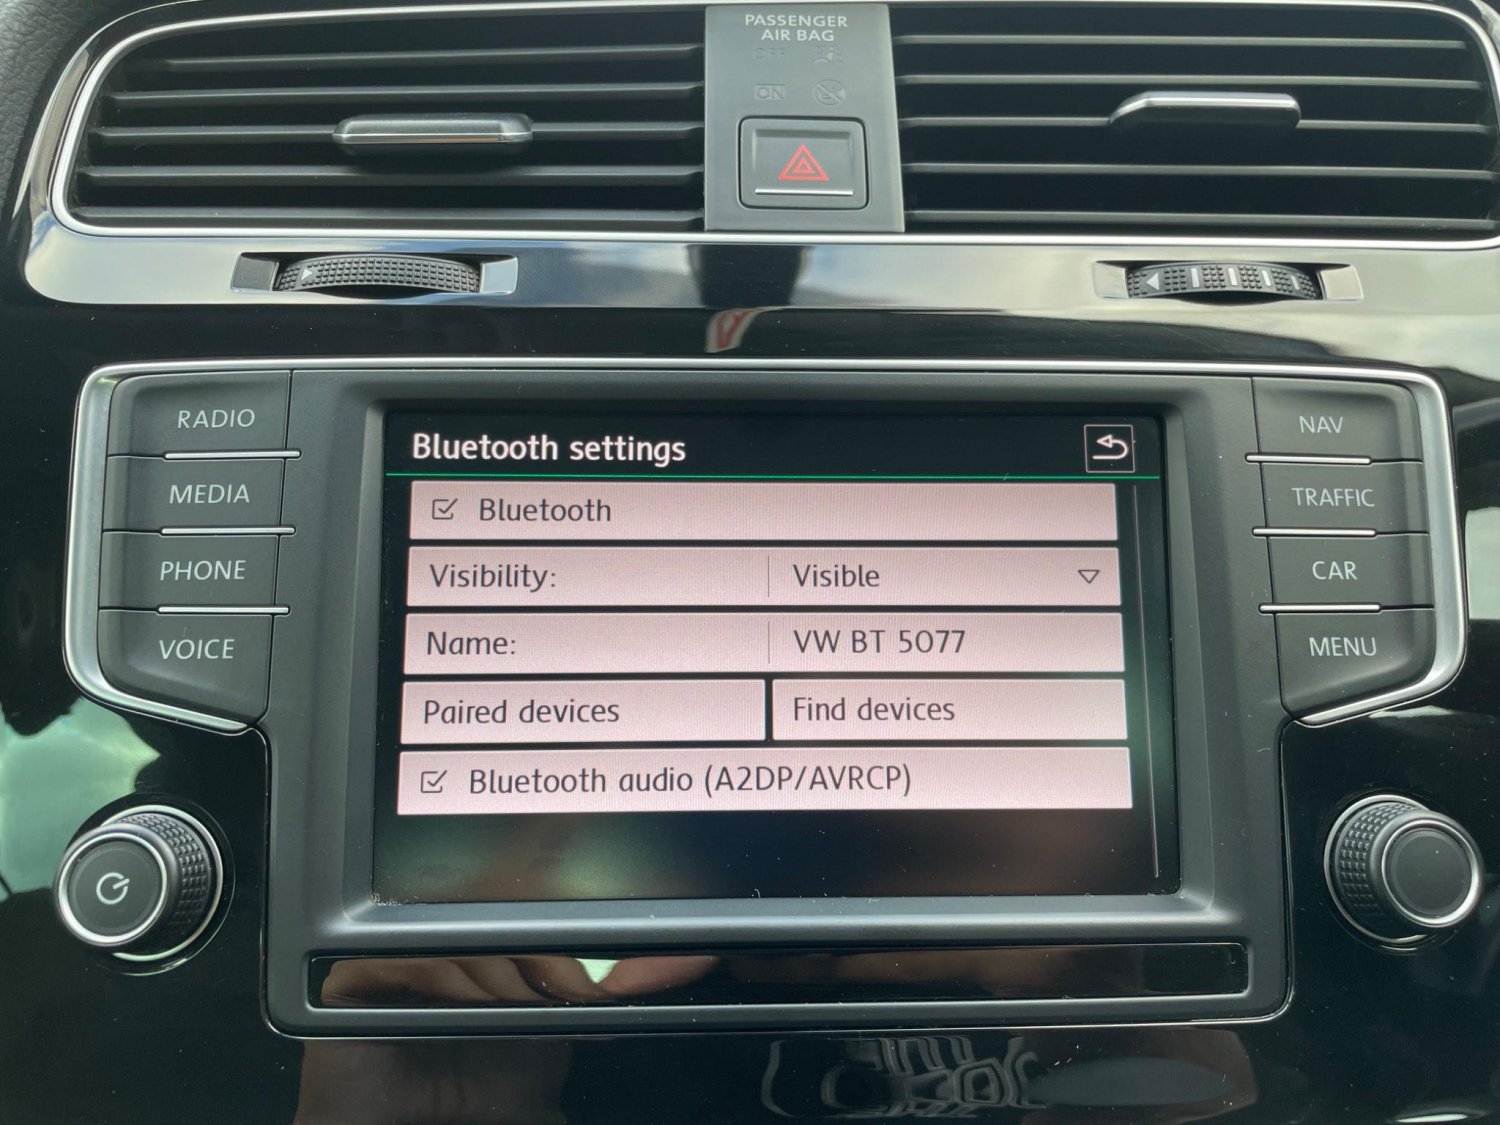 PASSENGER
AIR BAG
OFF
ON
RADIO
MEDIA
PHONE
VOICE
Bluetooth settings
Bluetooth
Visibility: Visible
Name: VW BT 5077
Paired devices Find devices
Bluetooth audio (A2DP/AVRCP)
NAV
TRAFFIC
CAR
MENU